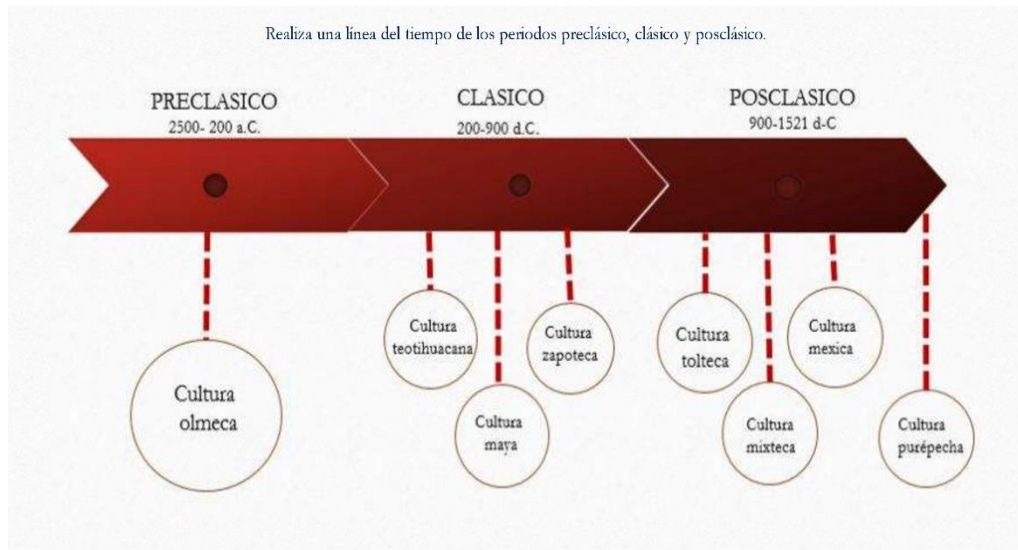 Realiza una línea del tiempo de los periodos preclásico, clásico y posclásico.
PRECLASICO
2500- 200 a.C.
CLASICO
200-900 d.C.
POSCLASICO
900-1521 d-C
Cultura
olmeca
Cultura
teotihuacana
Cultura
maya
Cultura
zapoteca
Cultura
tolteca
Cultura
mixteca
Cultura
mexica
Cultura
purépecha